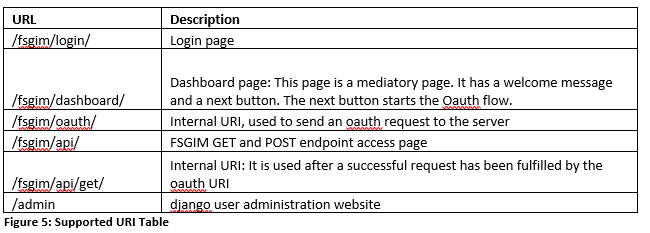 URL Description
/fsgim/login/ Login page
Dashboard page: This page is a mediatory page. It has a welcome message
/fsgim/dashboard/ and a next button. The next button starts the Oauth flow.
/fsgim/oauth/ Internal URI, used to send an oauth request to the server
/fsgim/api/ FSGIM GET and POST endpoint access page
Internal URI: It is used after a successful request has been fulfilled by the
/fsgim/api/get/ oauth URI
/admin django user administration website
Figure 5: Supported URI Table